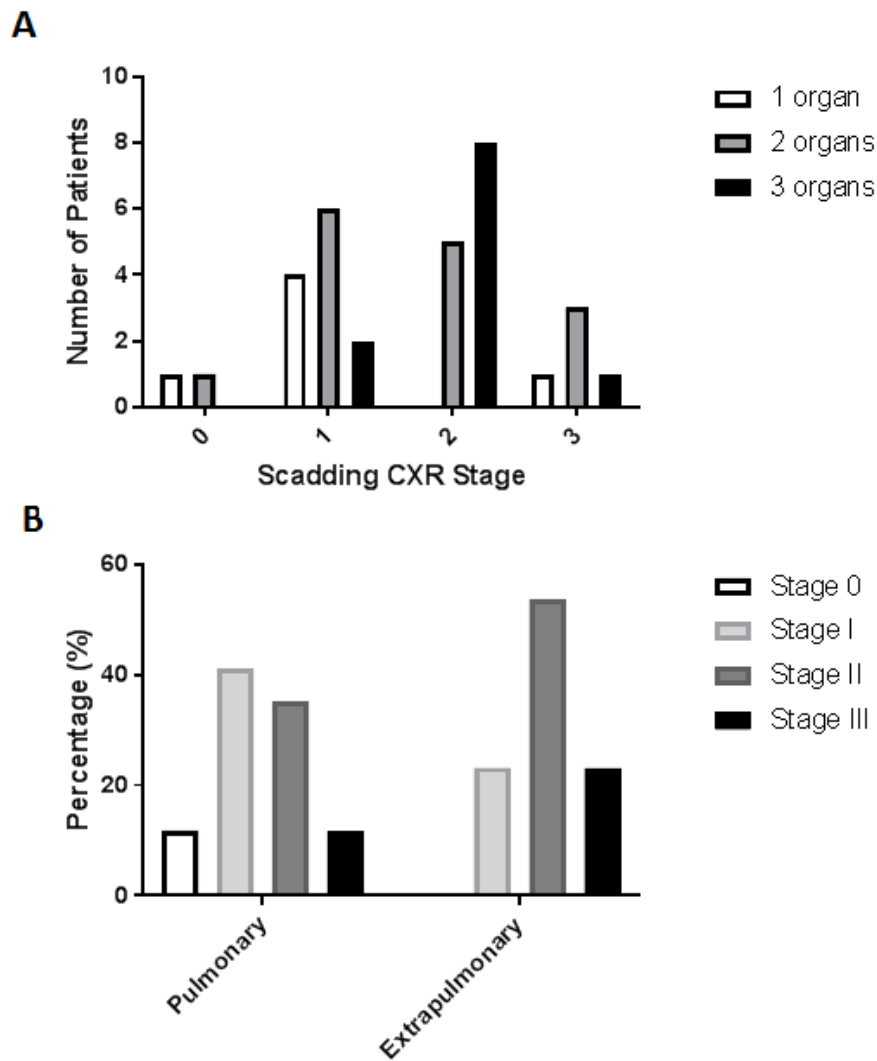 A
10
8
6
4
2
0
Number of Patients
0 1 2 3
Scadding CXR Stage
1 organ
2 organs
3 organs
B
60
40
20
0
Percentage (%)
Pulmonary
Extrapulmonary
Stage 0
Stage I
Stage II
Stage III